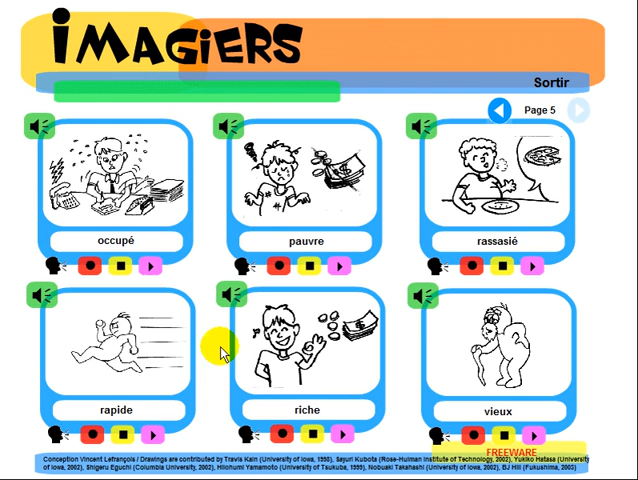 iMAGiERS
Sortir
Page 5
occupé
pauvre
rassasié
rapide
riche
vieux
FREEWARE
Conception Vincent Lefrançois / Drawings are contributed by Travis Kain (University of Iowa, 1998), Sayuri Kubota (Rose-Hulman Institute of Technology, 2002), Yukiko Hatasa (University
of Iowa, 2002), Shigeru Eguchi (Columbia University, 2002), Hilohumi Yamamoto (University of Tsukuba, 1999), Nobuaki Takahashi (University of Iowa, 2002), BJ Hill (Fukushima, 2003)